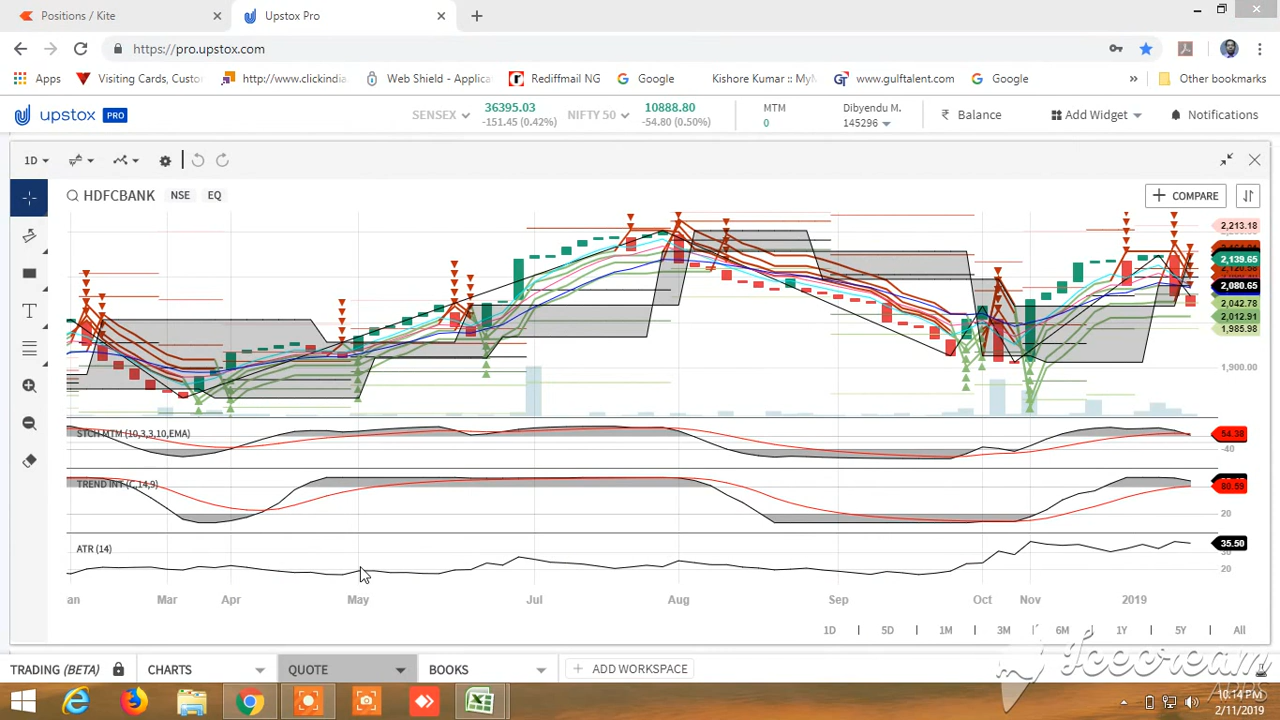 Positions / Kite
Upstox Pro
https://pro.upstox.com
Apps
Visiting Cards, Custo
http://www.clickindi
Web Shield - Applica
Rediffmail NG
Google
Kishore Kumar :: MyN
www.gulftalent.com
Google
Other bookmarks
upstox PRO
SENSEX
36395.03
-151.45 (0.42%)
NIFTY 50
10888.80
-54.80 (0.50%)
MTM
0
Dibyendu M.
145296
₹ Balance
Add Widget
Notifications
1D
HDFCBANK NSE EQ
COMPARE
2,213.18
2,139.65
2,080.65
2,042.78
2,012.91
1,985.98
1,900.00
STCH MTM (10,3,3,10,EMA)
54.38
-40
TREND INT (C,14,9)
80.59
20
ATR (14)
35.50
20
an Mar Apr May Jul Aug Sep Oct Nov 2019
1D 5D 1M 3M 6M 1Y 5Y All
TRADING (BETA) CHARTS QUOTE BOOKS ADD WORKSPACE
Icecream
APPS
10:14 PM
2/11/2019